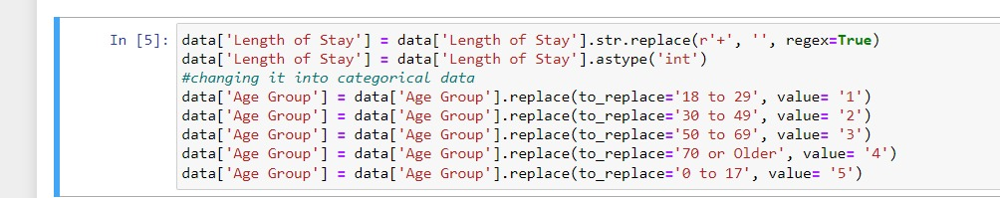 In [5]: data['Length of Stay'] = data['Length of Stay'].str.replace(r'+', '', regex=True)
data['Length of Stay'] = data['Length of Stay'].astype('int')
#changing it into categorical data
data['Age Group'] = data['Age Group'].replace(to_replace='18 to 29', value= '1')
data['Age Group'] = data['Age Group'].replace(to_replace='30 to 49', value= '2')
data['Age Group'] = data['Age Group'].replace(to_replace='50 to 69', value= '3')
data['Age Group'] = data['Age Group'].replace(to_replace='70 or Older', value= '4')
data['Age Group'] = data['Age Group'].replace(to_replace='0 to 17', value= '5')